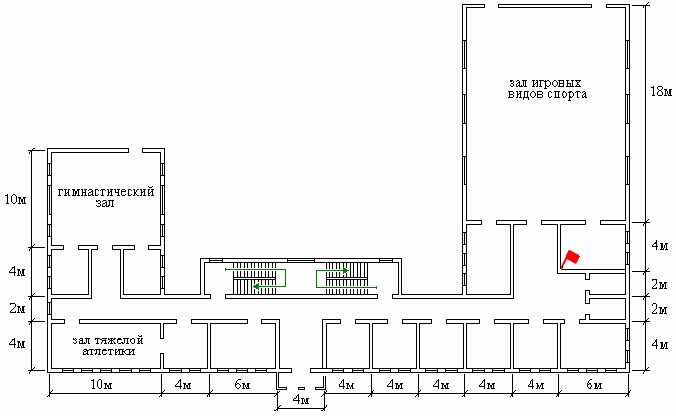 зал игровых
видов спорта
18м
гимнастический
зал
10м
4м
4м
2м
2м
2м
зал тяжелой
атлетики
4м
4м
10м
4м
6м
4м
4м
4м
4м
4м
4м
6м